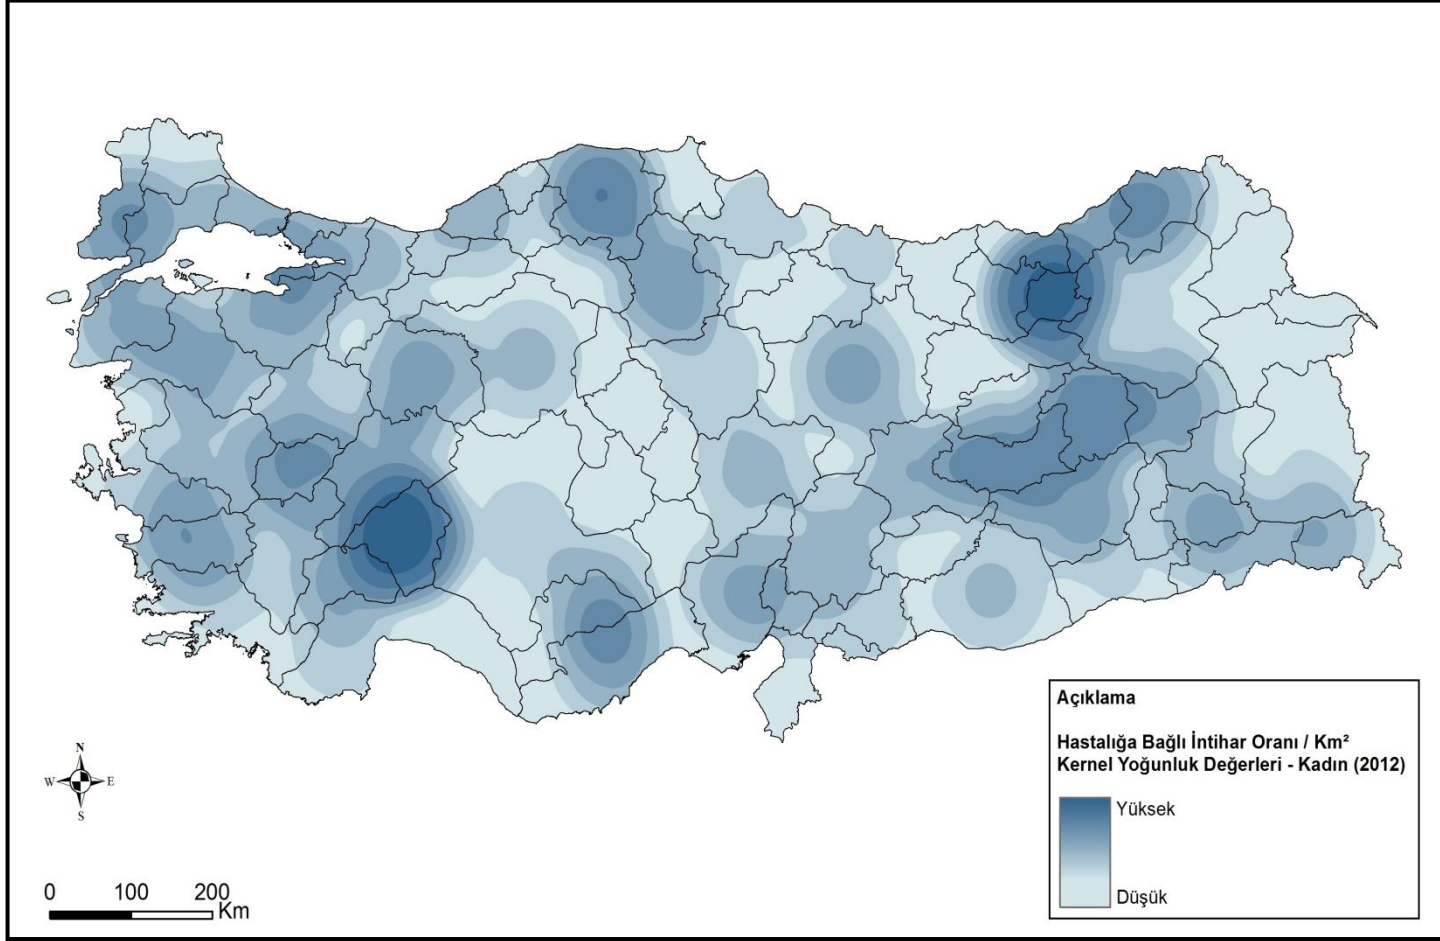 Açıklama
Hastalığa Bağlı İntihar Oranı / Km²
Kernel Yoğunluk Değerleri - Kadın (2012)
Yüksek
Düşük
N
W E
S
0 100 200
Km